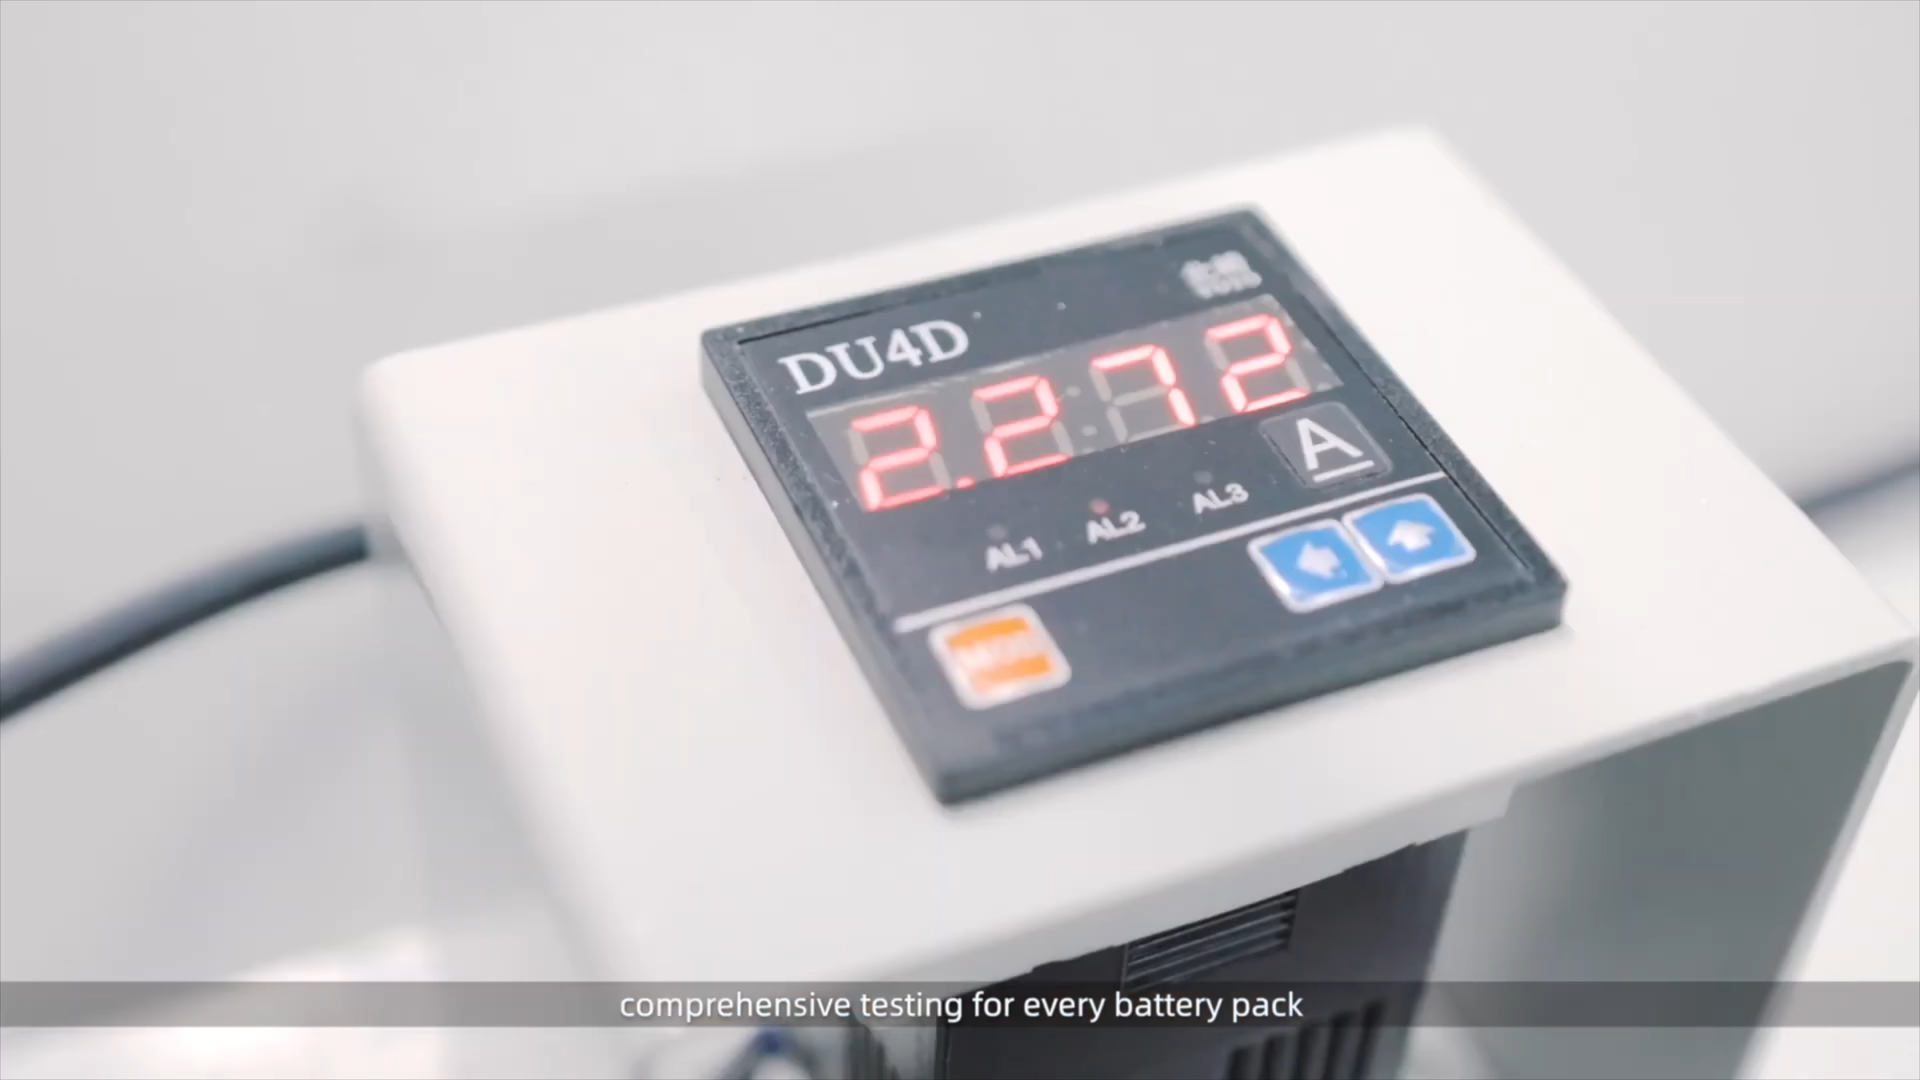 DU4D
2.272
A
AL1 AL2 AL3
comprehensive testing for every battery pack